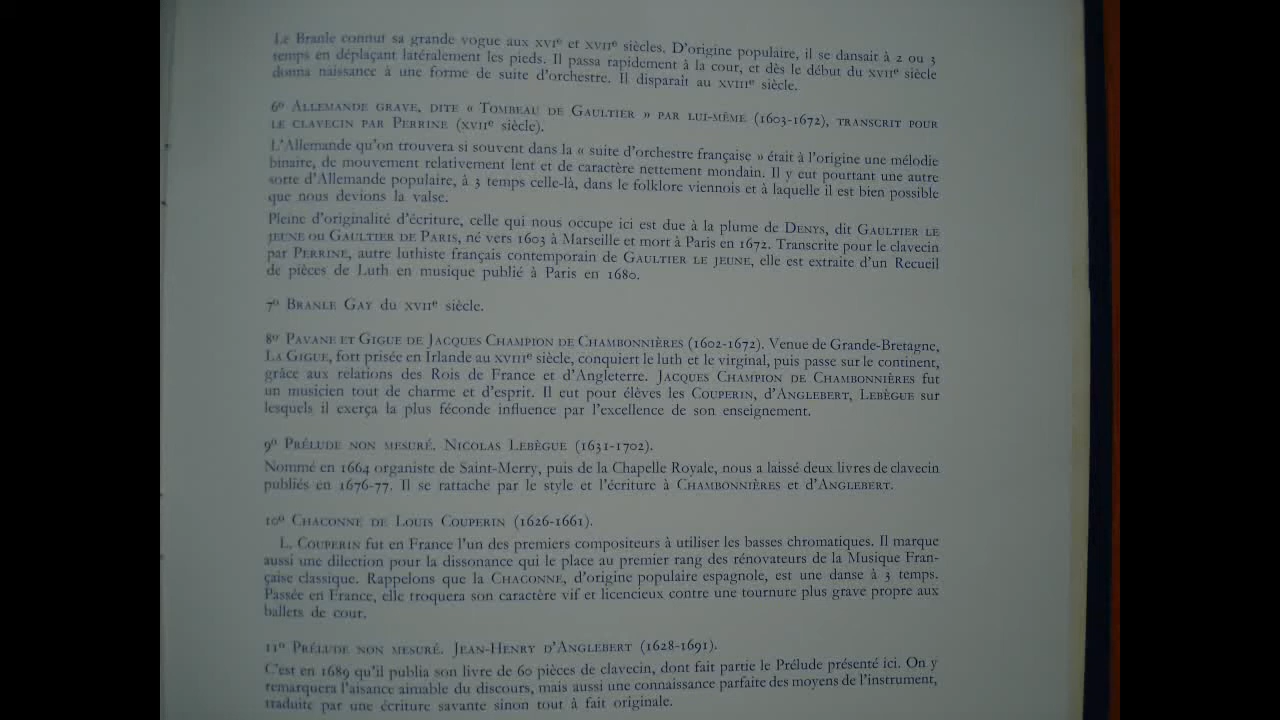 Le Branle connut sa grande vogue aux XVIe et XVIIe siècles. D'origine populaire, il se dansait à 2 ou 3
temps en déplaçant latéralement les pieds. Il passa rapidement à la cour, et dès le début du XVIIe siècle
donna naissance à une forme de suite d'orchestre. Il disparait au XVIIIe siècle.
6º ALLEMANDE GRAVE, DITE « TOMBEAU DE GAULTIER » PAR LUI-MÊME (1603-1672), TRANSCRIT POUR
LE CLAVECIN PAR PERRINE (XVIIe siècle).
L'Allemande qu'on trouvera si souvent dans la « suite d'orchestre française » était à l'origine une mélodie
binaire, de mouvement relativement lent et de caractère nettement mondain. Il y eut pourtant une autre
sorte d'Allemande populaire, à 3 temps celle-là, dans le folklore viennois et à laquelle il est bien possible
que nous devions la valse.
Pleine d'originalité d'écriture, celle qui nous occupe ici est due à la plume de DENYS, dit GAULTIER LE
JEUNE ou GAULTIER DE PARIS, né vers 1603 à Marseille et mort à Paris en 1672. Transcrite pour le clavecin
par PERRINE, autre luthiste français contemporain de GAULTIER LE JEUNE, elle est extraite d'un Recueil
de pièces de Luth en musique publié à Paris en 1680.
7º BRANLE GAY du XVIIe siècle.
8º PAVANE ET GIGUE DE JACQUES CHAMPION DE CHAMBONNIÈRES (1602-1672). Venue de Grande-Bretagne,
LA GIGUE, fort prisée en Irlande au XVIIIe siècle, conquiert le luth et le virginal, puis passe sur le continent,
grâce aux relations des Rois de France et d'Angleterre. JACQUES CHAMPION DE CHAMBONNIÈRES fut
un musicien tout de charme et d'esprit. Il eut pour élèves les COUPERIN, d'ANGLEBERT, LEBÈGUE sur
lesquels il exerça la plus féconde influence par l'excellence de son enseignement.
9º PRÉLUDE NON MESURÉ. NICOLAS LEBÈGUE (1631-1702).
Nommé en 1664 organiste de Saint-Merry, puis de la Chapelle Royale, nous a laissé deux livres de clavecin
publiés en 1676-77. Il se rattache par le style et l'écriture à CHAMBONNIÈRES et d'ANGLEBERT.
10º CHACONNE DE LOUIS COUPERIN (1626-1661).
L. COUPERIN fut en France l'un des premiers compositeurs à utiliser les basses chromatiques. Il marque
aussi une dilection pour la dissonance qui le place au premier rang des rénovateurs de la Musique Fran-
çaise classique. Rappelons que la CHACONNE, d'origine populaire espagnole, est une danse à 3 temps.
Passée en France, elle troquera son caractère vif et licencieux contre une tournure plus grave propre aux
ballets de cour.
11º PRÉLUDE NON MESURÉ. JEAN-HENRY D'ANGLEBERT (1628-1691).
C'est en 1689 qu'il publia son livre de 60 pièces de clavecin, dont fait partie le Prélude présenté ici. On y
remarquera l'aisance aimable du discours, mais aussi une connaissance parfaite des moyens de l'instrument,
traduite par une écriture savante sinon tout à fait originale.